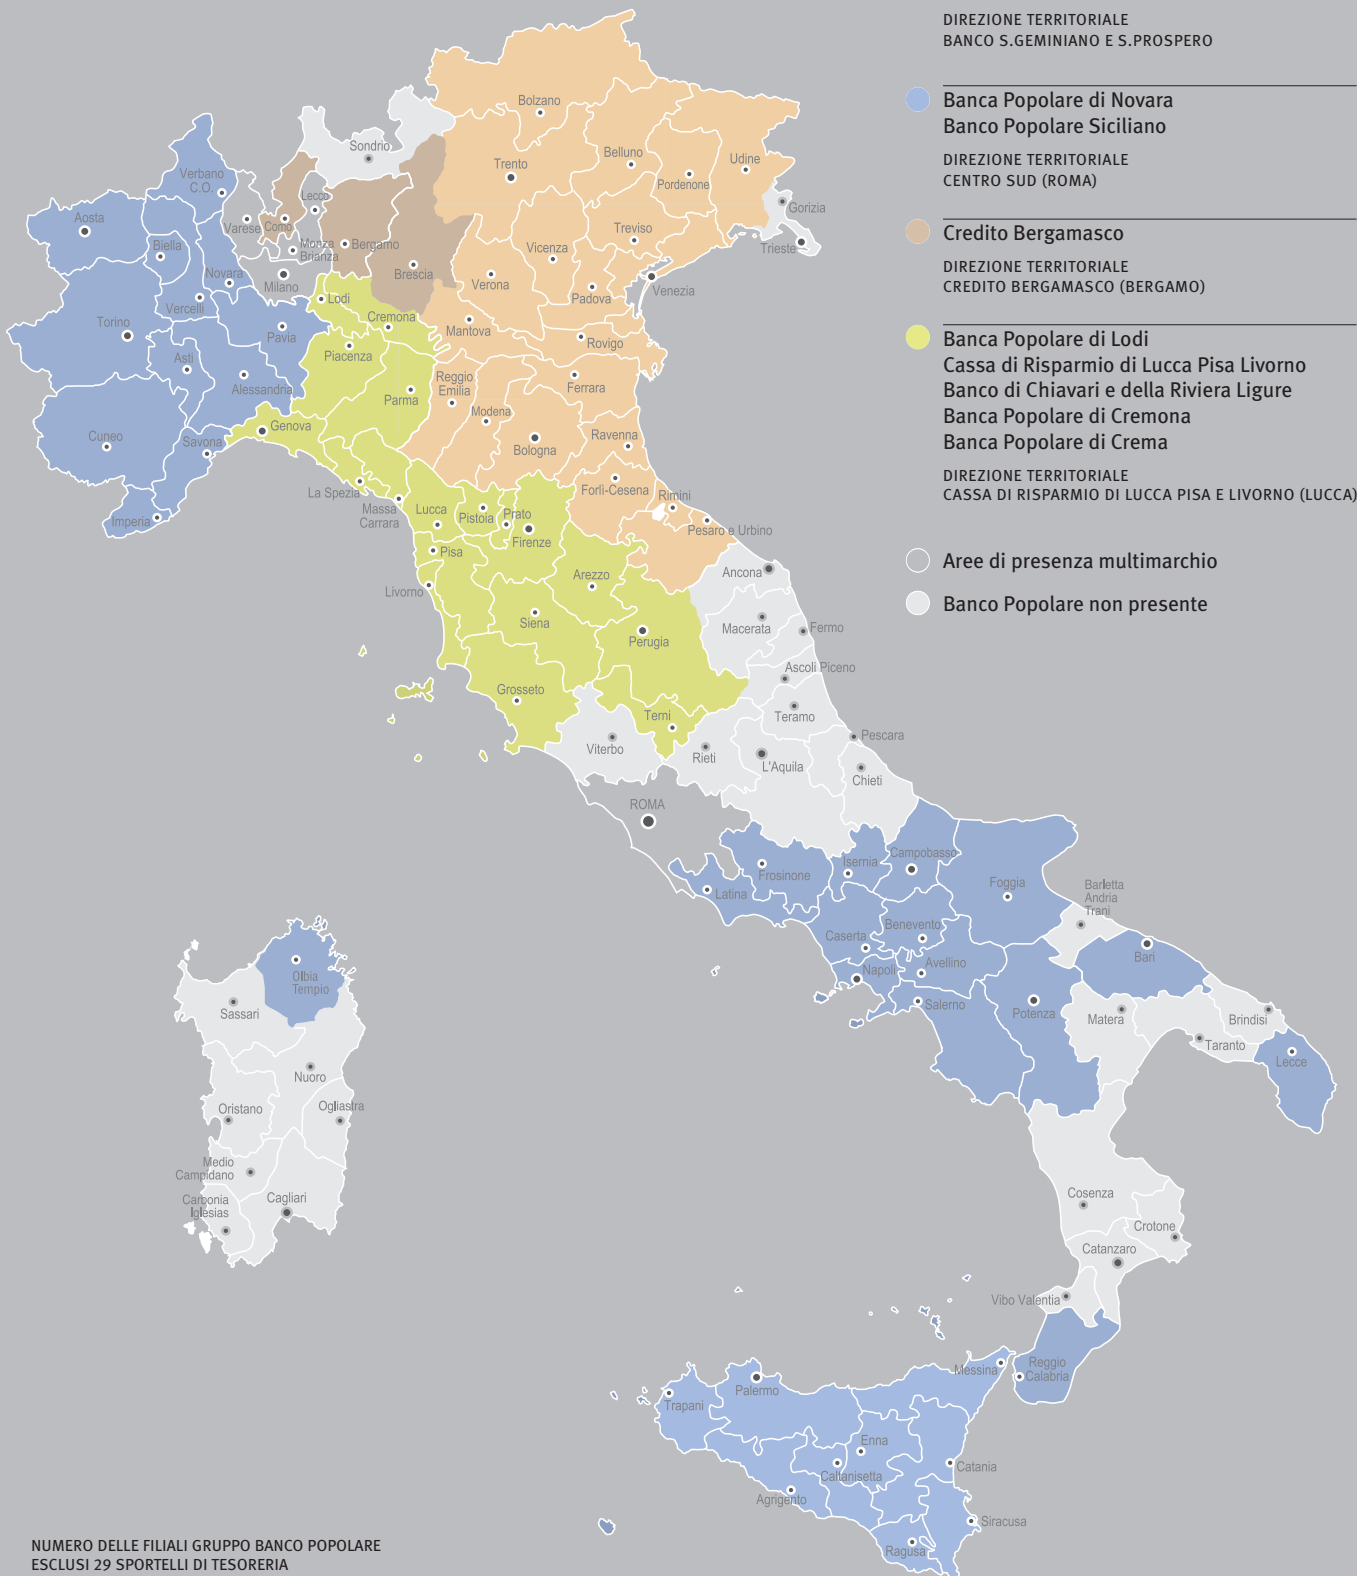 DIREZIONE TERRITORIALE
BANCO S.GEMINIANO E S.PROSPERO
Banca Popolare di Novara
Banco Popolare Siciliano
DIREZIONE TERRITORIALE
CENTRO SUD (ROMA)
Credito Bergamasco
DIREZIONE TERRITORIALE
CREDITO BERGAMASCO (BERGAMO)
Banca Popolare di Lodi
Cassa di Risparmio di Lucca Pisa Livorno
Banco di Chiavari e della Riviera Ligure
Banca Popolare di Cremona
Banca Popolare di Crema
DIREZIONE TERRITORIALE
CASSA DI RISPARMIO DI LUCCA PISA E LIVORNO (LUCCA)
Aree di presenza multimarchio
Banco Popolare non presente
Bolzano
Sondrio
Trento
Belluno
Udine
Pordenone
Verbano
C.O.
Lecco
Gorizia
Aosta
Varese
Como
Treviso
Trieste
Biella
Monza
Brianza
Bergamo
Vicenza
Brescia
Novara
Milano
Verona
Padova
Venezia
Vercelli
Lodi
Torino
Cremona
Mantova
Rovigo
Pavia
Piacenza
Asti
Alessandria
Parma
Reggio
Emilia
Ferrara
Modena
Cuneo
Savona
Genova
Bologna
Ravenna
La Spezia
Massa
Carrara
Forlì-Cesena
Rimini
Imperia
Lucca
Pistoia
Prato
Firenze
Pesaro e Urbino
Pisa
Arezzo
Ancona
Livorno
Siena
Perugia
Macerata
Fermo
Ascoli Piceno
Grosseto
Terni
Teramo
Viterbo
Rieti
L'Aquila
Pescara
Chieti
ROMA
Frosinone
Isernia
Campobasso
Latina
Foggia
Barletta
Andria
Trani
Caserta
Benevento
Bari
Napoli
Avellino
Olbia
Tempio
Sassari
Salerno
Potenza
Matera
Brindisi
Taranto
Lecce
Nuoro
Oristano
Ogliastra
Medio
Campidano
Carbonia
Iglesias
Cagliari
Cosenza
Crotone
Catanzaro
Vibo Valentia
Messina
Reggio
Calabria
Palermo
Trapani
Enna
Caltanisetta
Catania
Agrigento
Siracusa
Ragusa
NUMERO DELLE FILIALI GRUPPO BANCO POPOLARE
ESCLUSI 29 SPORTELLI DI TESORERIA